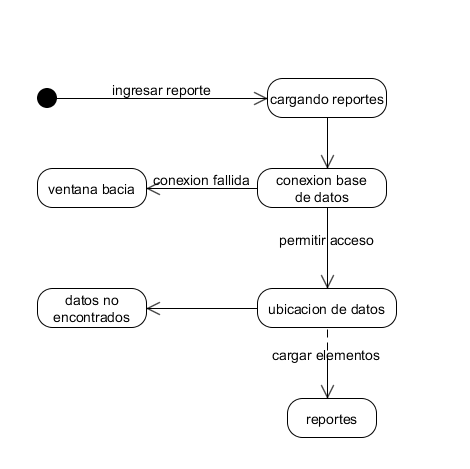 ingresar reporte
cargando reportes
conexion fallida
ventana bacia
conexion base
de datos
permitir acceso
datos no
encontrados
ubicacion de datos
cargar elementos
reportes